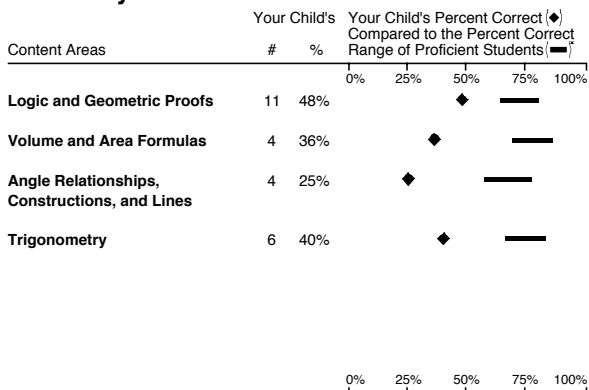 Your Child's Your Child's Percent Correct (◆)
Compared to the Percent Correct
Content Areas # % Range of Proficient Students (▬)*
0% 25% 50% 75% 100%
Logic and Geometric Proofs 11 48%
Volume and Area Formulas 4 36%
Angle Relationships, 4 25%
Constructions, and Lines
Trigonometry 6 40%
0% 25% 50% 75% 100%